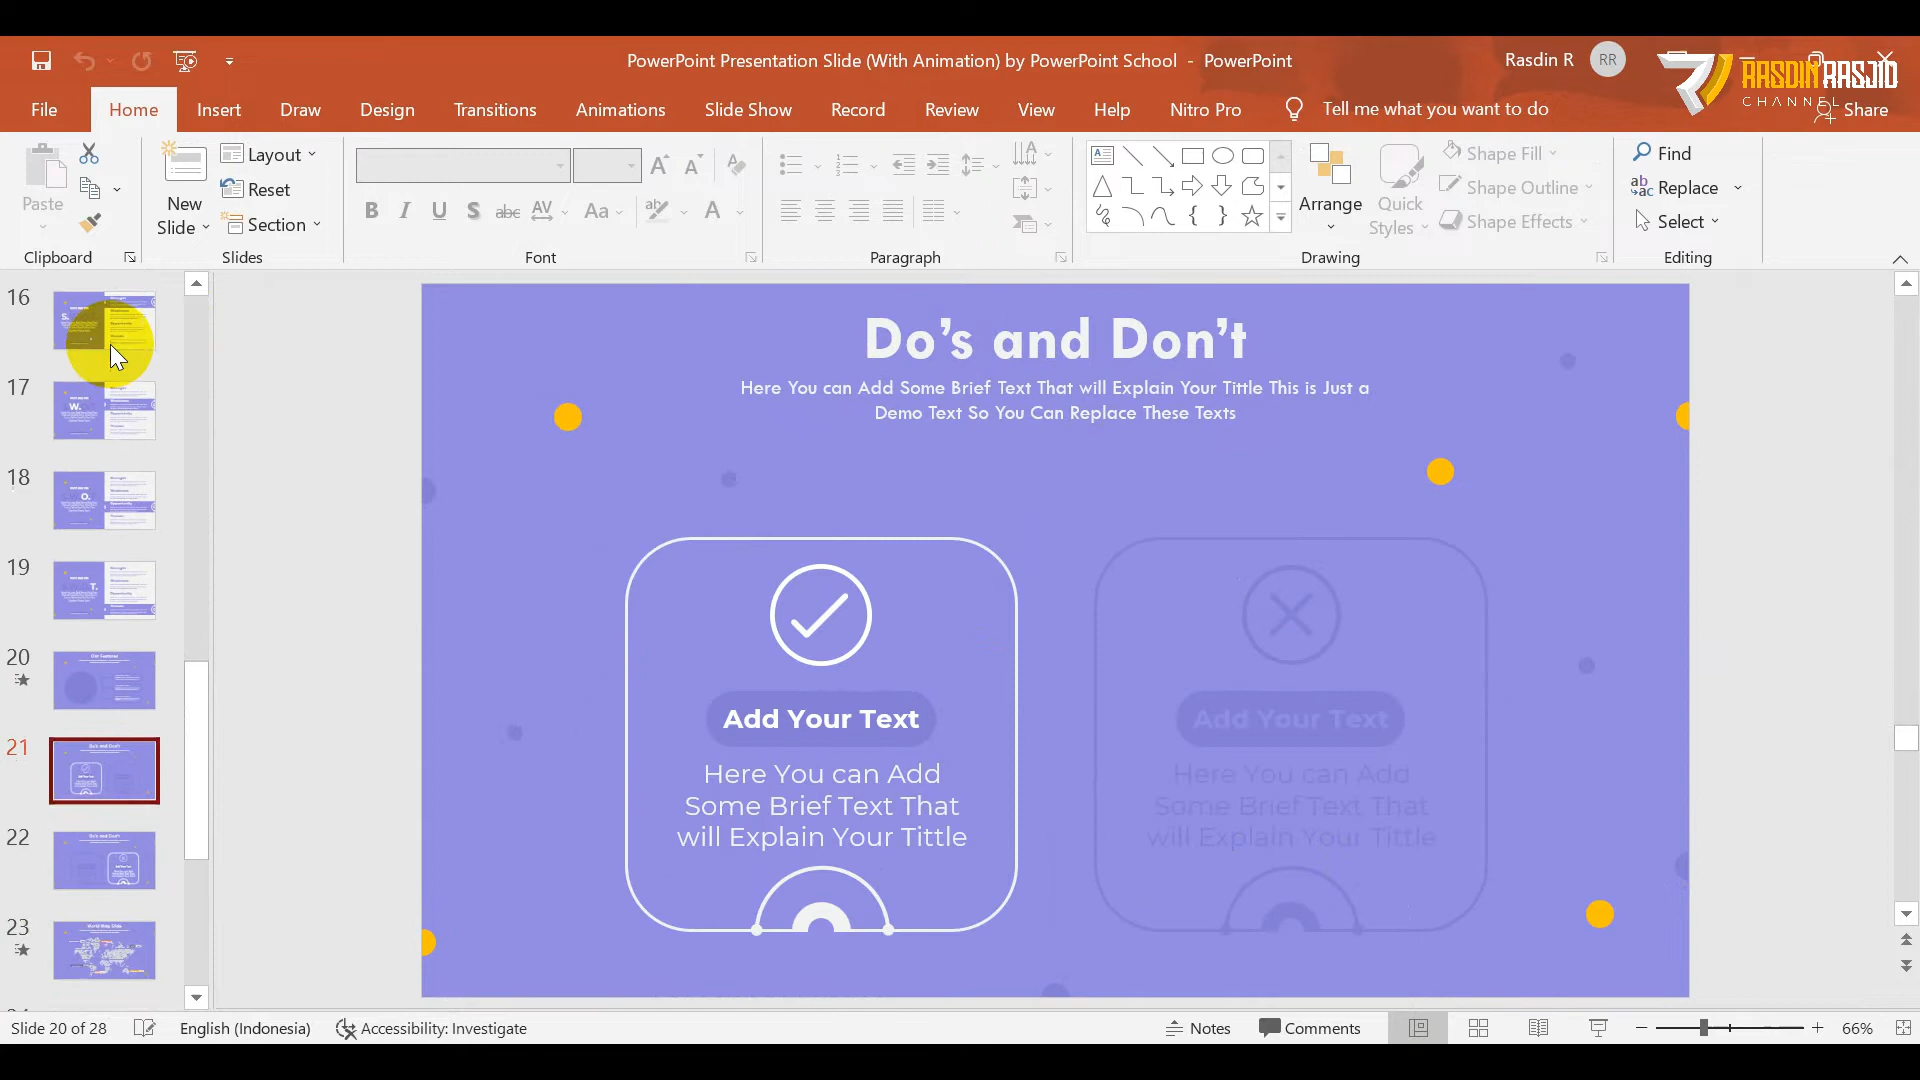 PowerPoint Presentation Slide (With Animation) by PowerPoint School - PowerPoint
Rasdin R
RR
RASDIN RASJID
CHANNEL
File
Home
Insert
Draw
Design
Transitions
Animations
Slide Show
Record
Review
View
Help
Nitro Pro
Tell me what you want to do
Share
Paste
Clipboard
New
Slide
Layout
Reset
Section
Slides
Font
Paragraph
Arrange
Quick
Styles
Shape Fill
Shape Outline
Shape Effects
Drawing
Find
Replace
Select
Editing
16
17
18
19
20
21
22
23
Do's and Don't
Here You can Add Some Brief Text That will Explain Your Tittle This is Just a
Demo Text So You Can Replace These Texts
Add Your Text
Here You can Add
Some Brief Text That
will Explain Your Tittle
Add Your Text
Here You can Add
Some Brief Text That
will Explain Your Tittle
Slide 20 of 28
English (Indonesia)
Accessibility: Investigate
Notes
Comments
66%